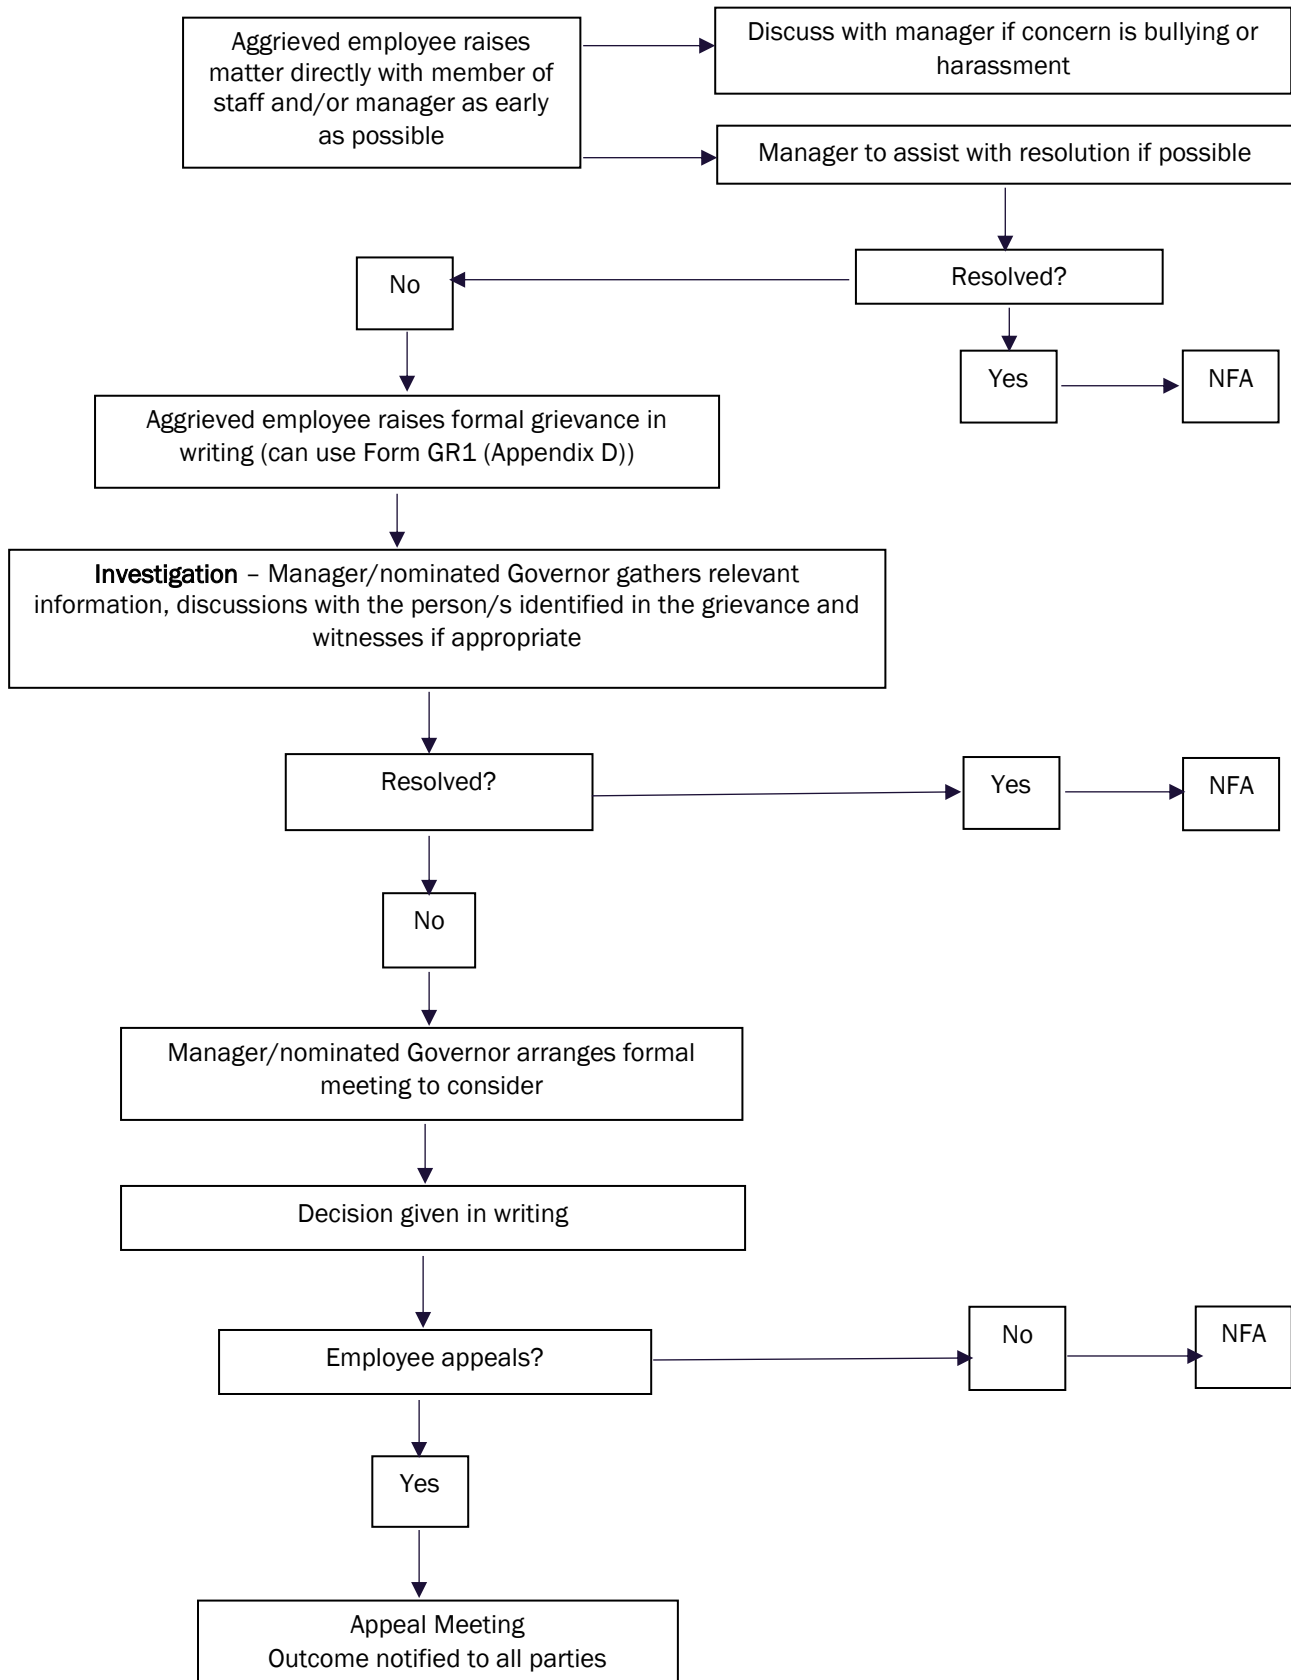 Aggrieved employee raises
matter directly with member of
staff and/or manager as early
as possible
Discuss with manager if concern is bullying or
harassment
Manager to assist with resolution if possible
Resolved?
No
Yes
NFA
Aggrieved employee raises formal grievance in
writing (can use Form GR1 (Appendix D))
Investigation – Manager/nominated Governor gathers relevant
information, discussions with the person/s identified in the grievance and
witnesses if appropriate
Resolved?
Yes
NFA
No
Manager/nominated Governor arranges formal
meeting to consider
Decision given in writing
Employee appeals?
No
NFA
Yes
Appeal Meeting
Outcome notified to all parties